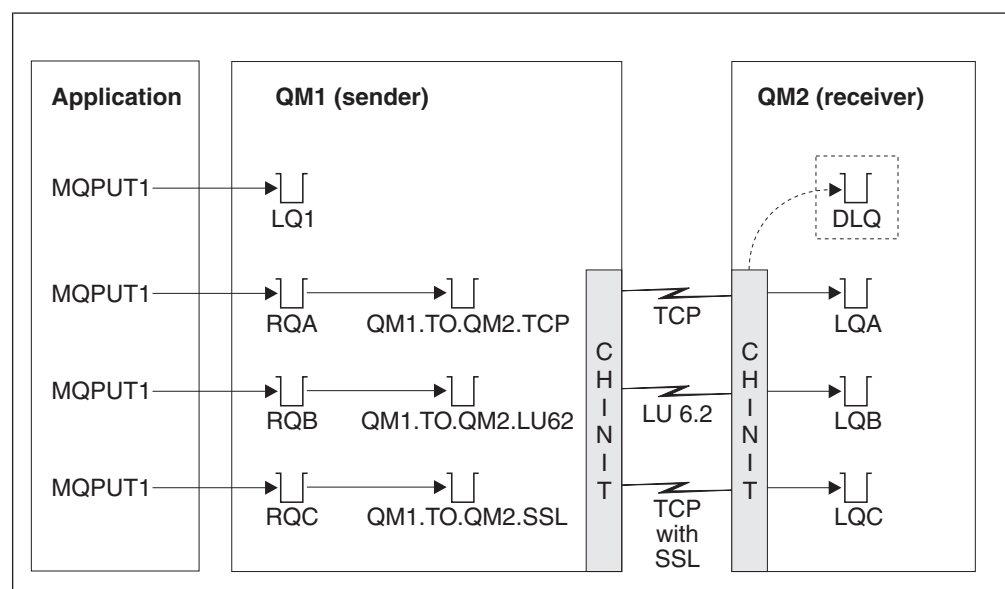 Application
QM1 (sender)
QM2 (receiver)
MQPUT1
LQ1
DLQ
MQPUT1
RQA
QM1.TO.QM2.TCP
TCP
LQA
MQPUT1
RQB
QM1.TO.QM2.LU62
LU 6.2
LQB
MQPUT1
RQC
QM1.TO.QM2.SSL
TCP
with
SSL
LQC
C
H
I
N
I
T
C
H
I
N
I
T